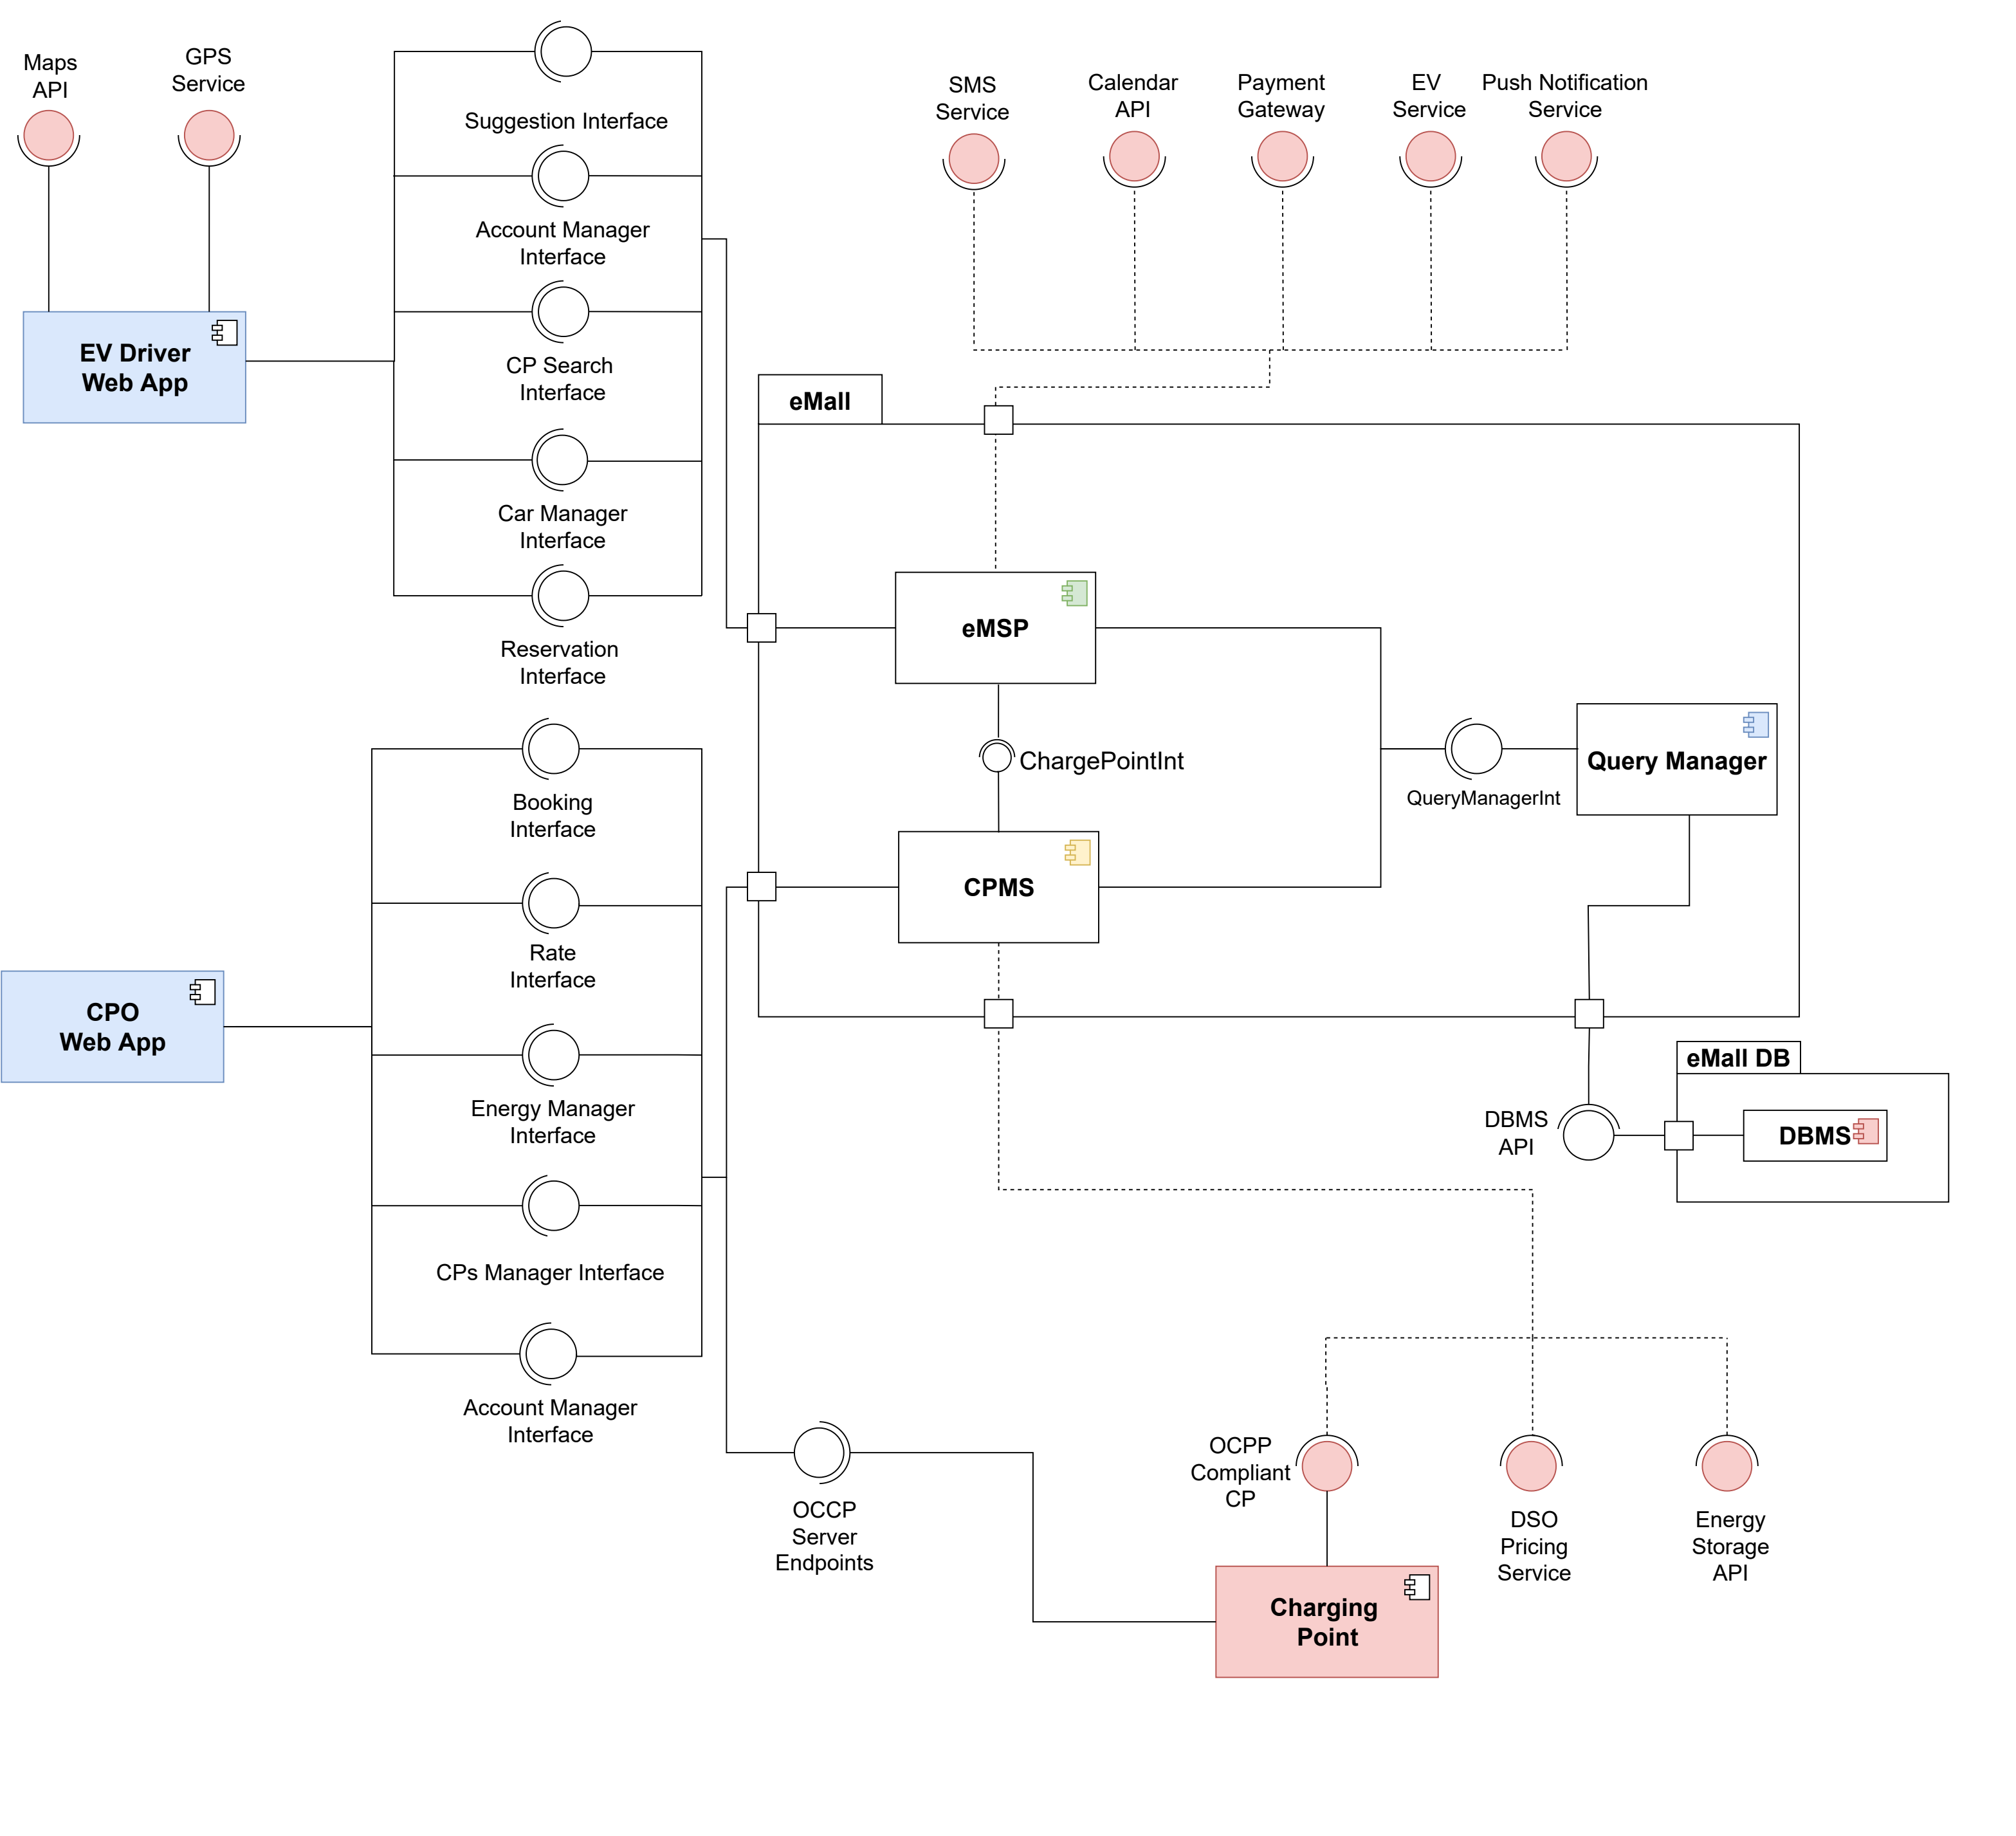 Maps
API
GPS
Service
Suggestion Interface
Account Manager
Interface
CP Search
Interface
Car Manager
Interface
Reservation
Interface
EV Driver
Web App
SMS
Service
Calendar
API
Payment
Gateway
EV
Service
Push Notification
Service
eMall
eMSP
ChargePointInt
CPMS
QueryManagerInt
Query Manager
Booking
Interface
Rate
Interface
Energy Manager
Interface
CPs Manager Interface
Account Manager
Interface
CPO
Web App
eMall DB
DBMS
API
DBMS
OCCP
Server
Endpoints
OCPP
Compliant
CP
DSO
Pricing
Service
Energy
Storage
API
Charging
Point